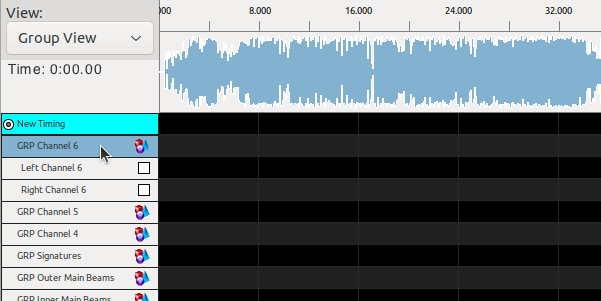 View:
Group View
Time: 0:00.00
000 8.000 16.000 24.000 32.000
New Timing
GRP Channel 6
Left Channel 6
Right Channel 6
GRP Channel 5
GRP Channel 4
GRP Signatures
GRP Outer Main Beams
GRP Inner Main Beams